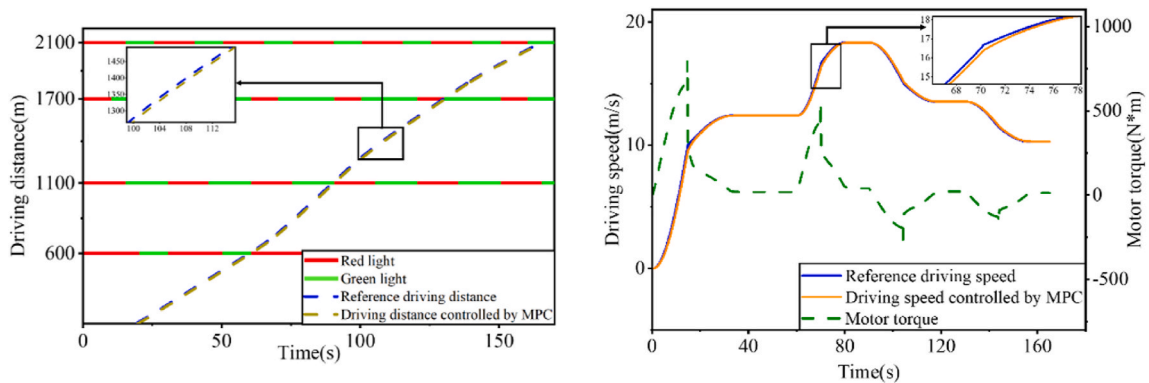 2100
1700
1100
600
Driving distance(m)
1450
1400
1350
1300
100 104 108 112
Red light
Green light
Reference driving distance
Driving distance controlled by MPC
0 50 100 150
Time(s)
20
10
0
Driving speed(m/s)
18
17
16
15
68 70 72 74 76 78
1000
500
0
-500
Motor torque(N*m)
Reference driving speed
Driving speed controlled by MPC
Motor torque
0 40 80 120 160
Time(s)